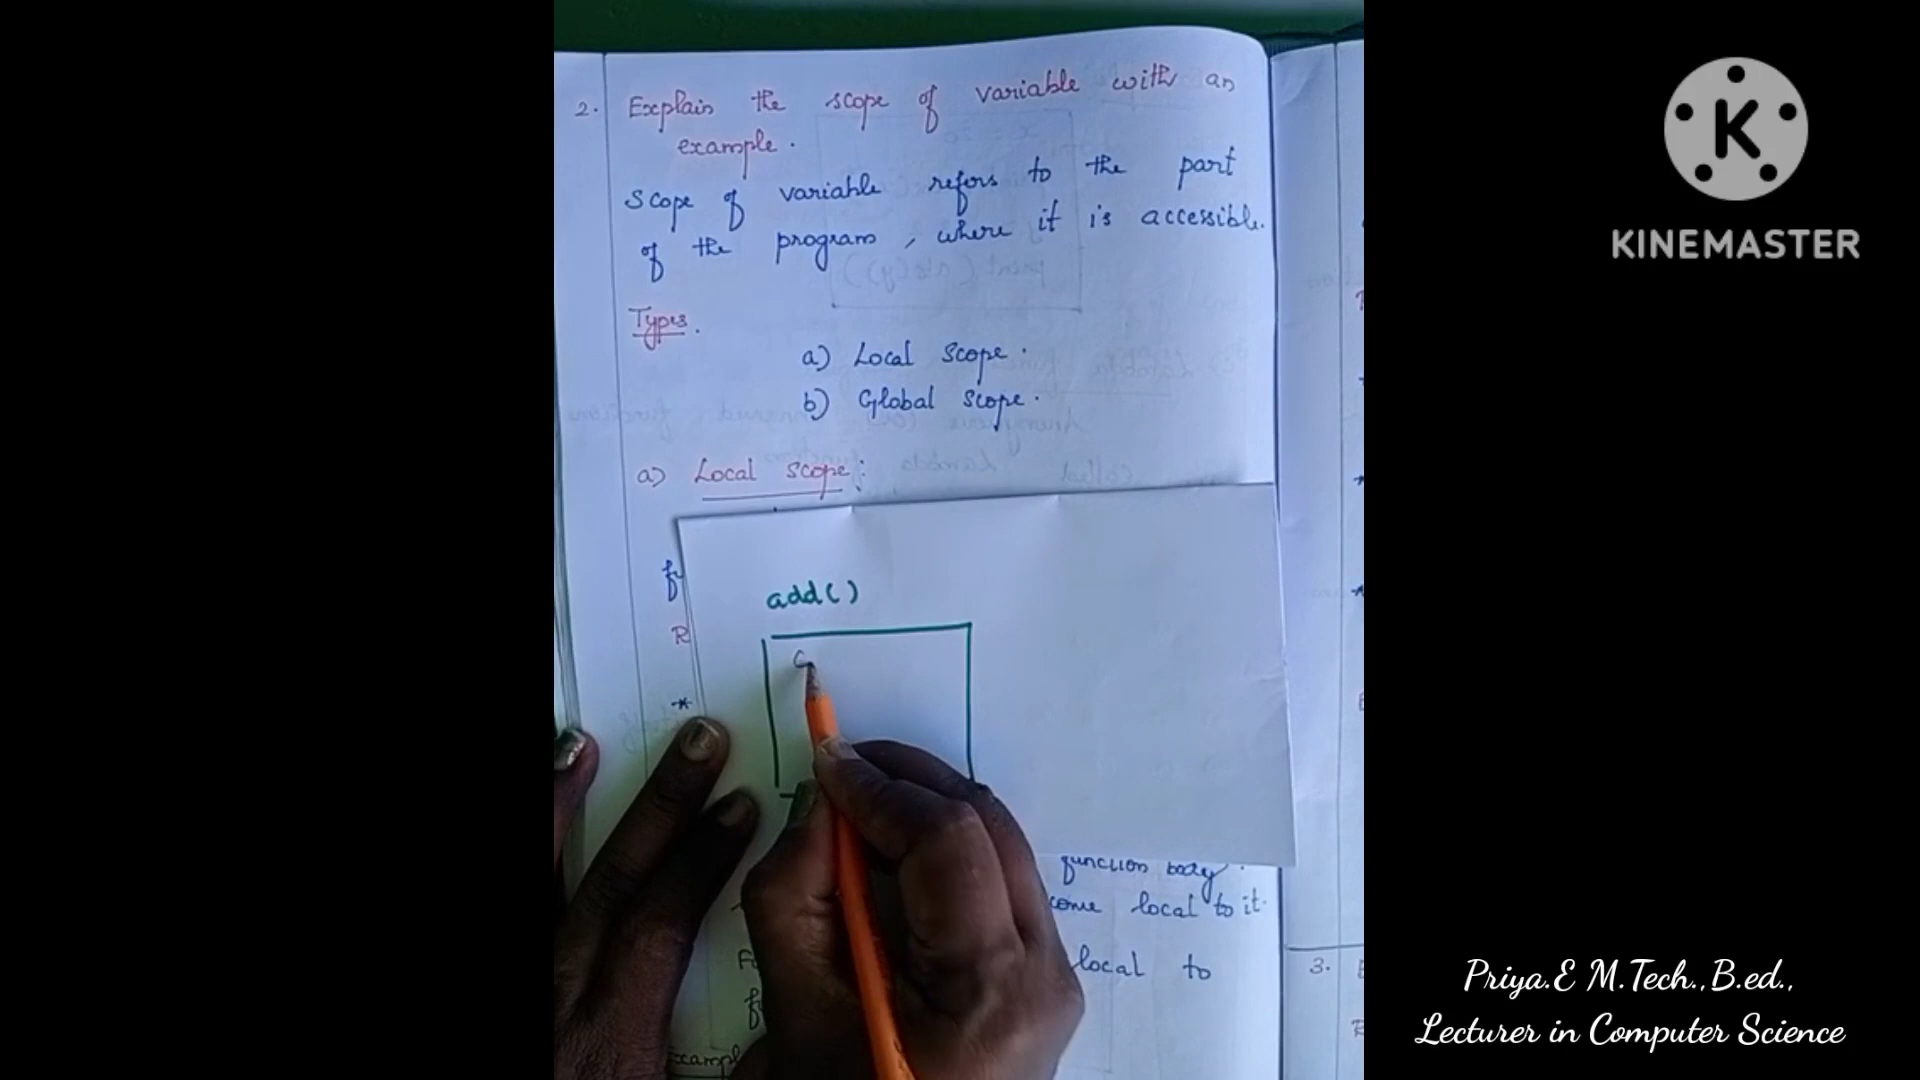 2. Explain the scope of variable with an
example.
Scope of variable refers to the part
of the program, where it is accessible.
Types.
a) Local Scope.
b) Global Scope.
a) Local Scope:
add()
function body.
local to it.
local to
3.
KINEMASTER
Priya.E M.Tech.,B.ed.,
Lecturer in Computer Science